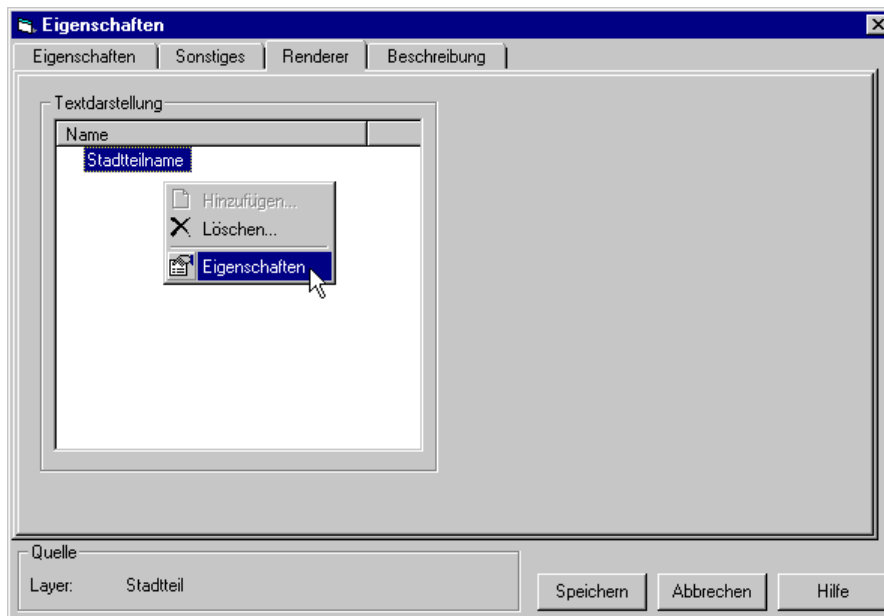 Eigenschaften
Eigenschaften Sonstiges Renderer Beschreibung
Textdarstellung
Name
Stadtteilname
Hinzufügen...
Löschen...
Eigenschaften
Quelle
Layer: Stadtteil
Speichern Abbrechen Hilfe